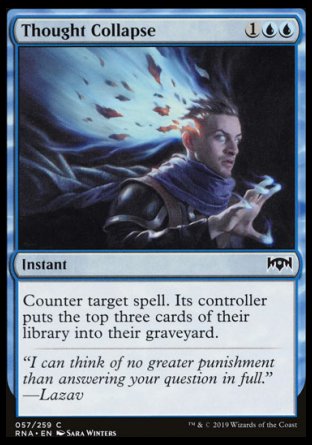 Thought Collapse 1
Instant
Counter target spell. Its controller
puts the top three cards of their
library into their graveyard.
“I can think of no greater punishment
than answering your question in full.”
—Lazav
057/259 C
RNA • EN Sara Winters
™ & © 2019 Wizards of the Coast